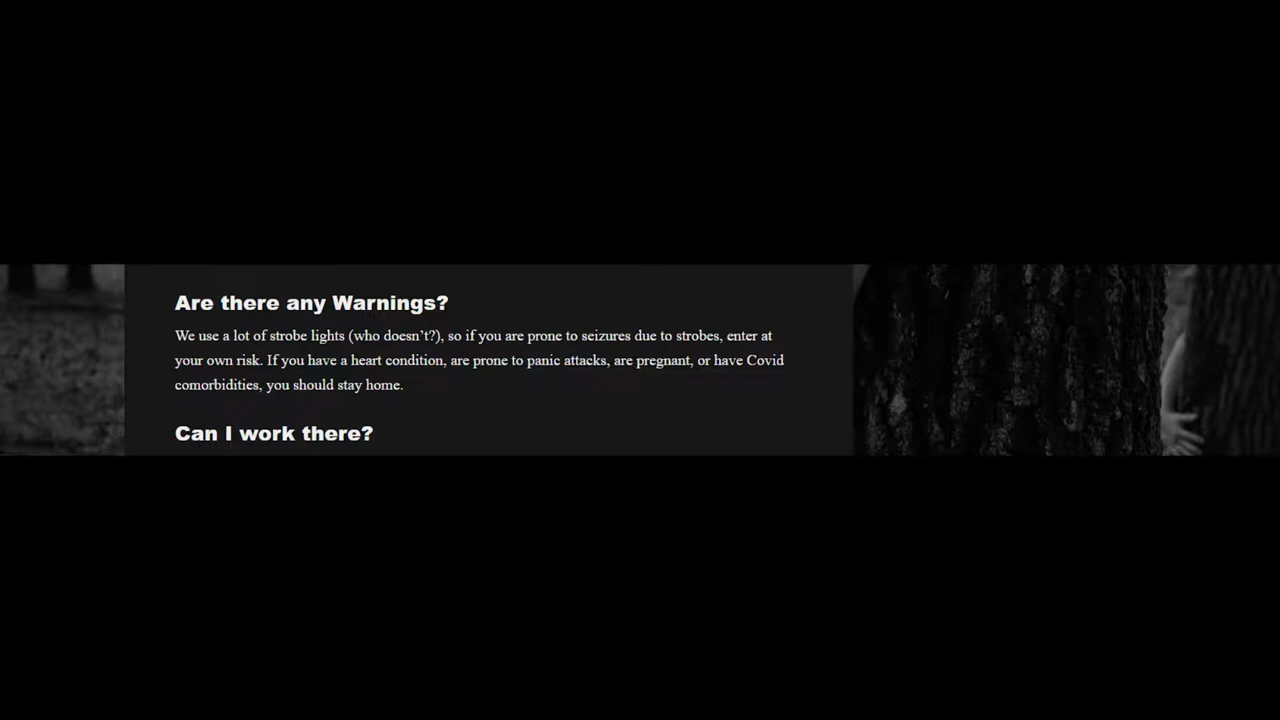 Are there any Warnings?
We use a lot of strobe lights (who doesn’t?), so if you are prone to seizures due to strobes, enter at
your own risk. If you have a heart condition, are prone to panic attacks, are pregnant, or have Covid
comorbidities, you should stay home.
Can I work there?